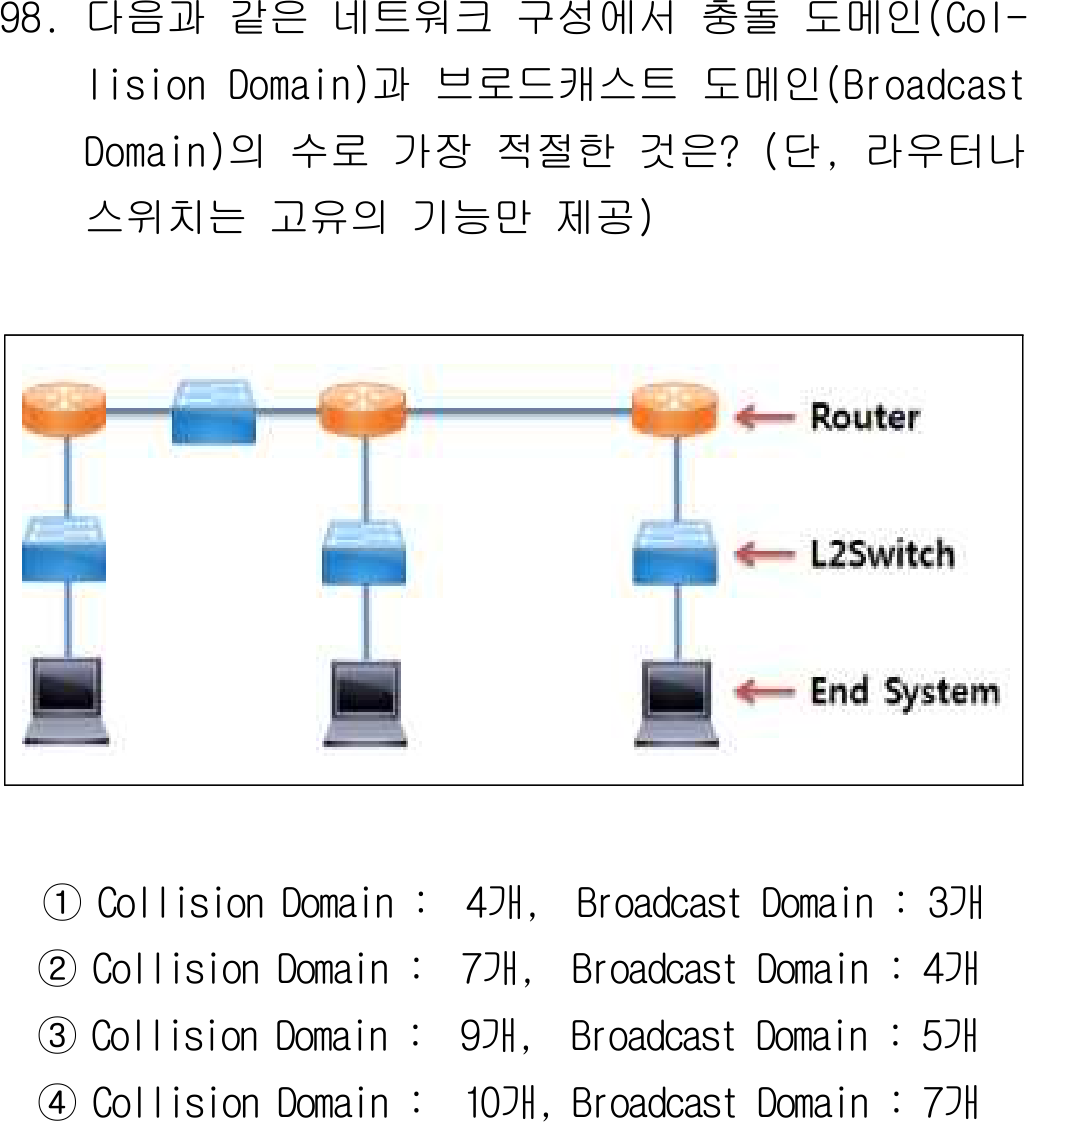 98. 다음과 같은 네트워크 구성에서 충돌 도메인(Col-
lision Domain)과 브로드캐스트 도메인(Broadcast
Domain)의 수로 가장 적절한 것은? (단, 라우터나
스위치는 고유의 기능만 제공)
Router
L2Switch
End System
① Collision Domain : 4개, Broadcast Domain : 3개
② Collision Domain : 7개, Broadcast Domain : 4개
③ Collision Domain : 9개, Broadcast Domain : 5개
④ Collision Domain : 10개, Broadcast Domain : 7개